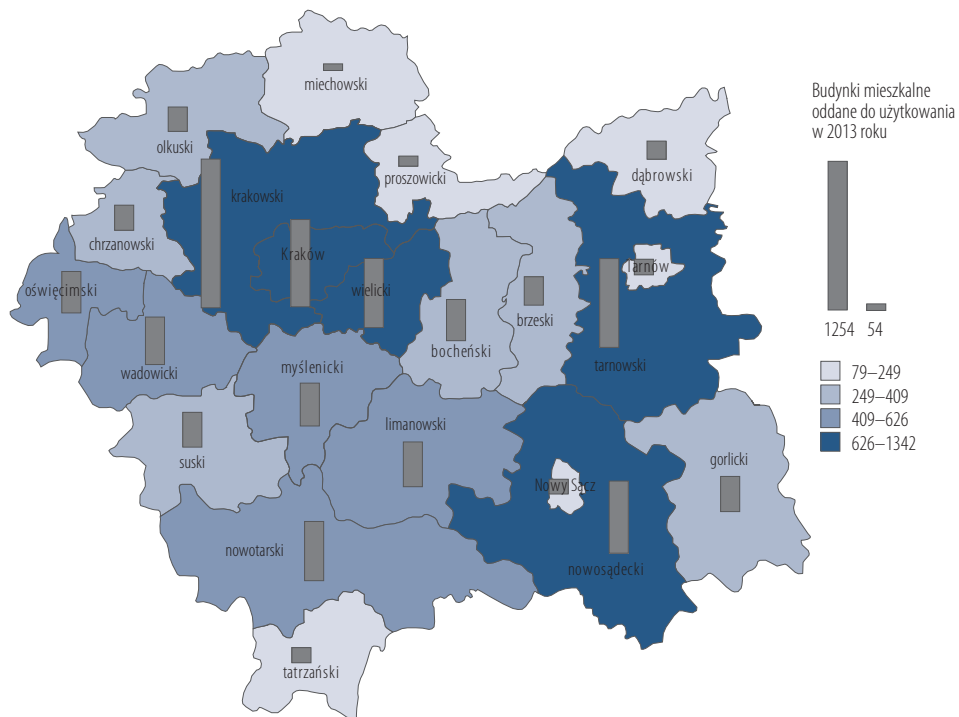 miechowski
olkuski
proszowicki
dąbrowski
krakowski
chrzanowski
Kraków
Tarnów
oświęcimski
wielicki
brzeski
bocheński
wadowicki
myślenicki
tarnowski
limanowski
suski
gorlicki
Nowy Sącz
nowotarski
nowosądecki
tatrzański
Budynki mieszkalne
oddane do użytkowania
w 2013 roku
1254 54
79–249
249–409
409–626
626–1342